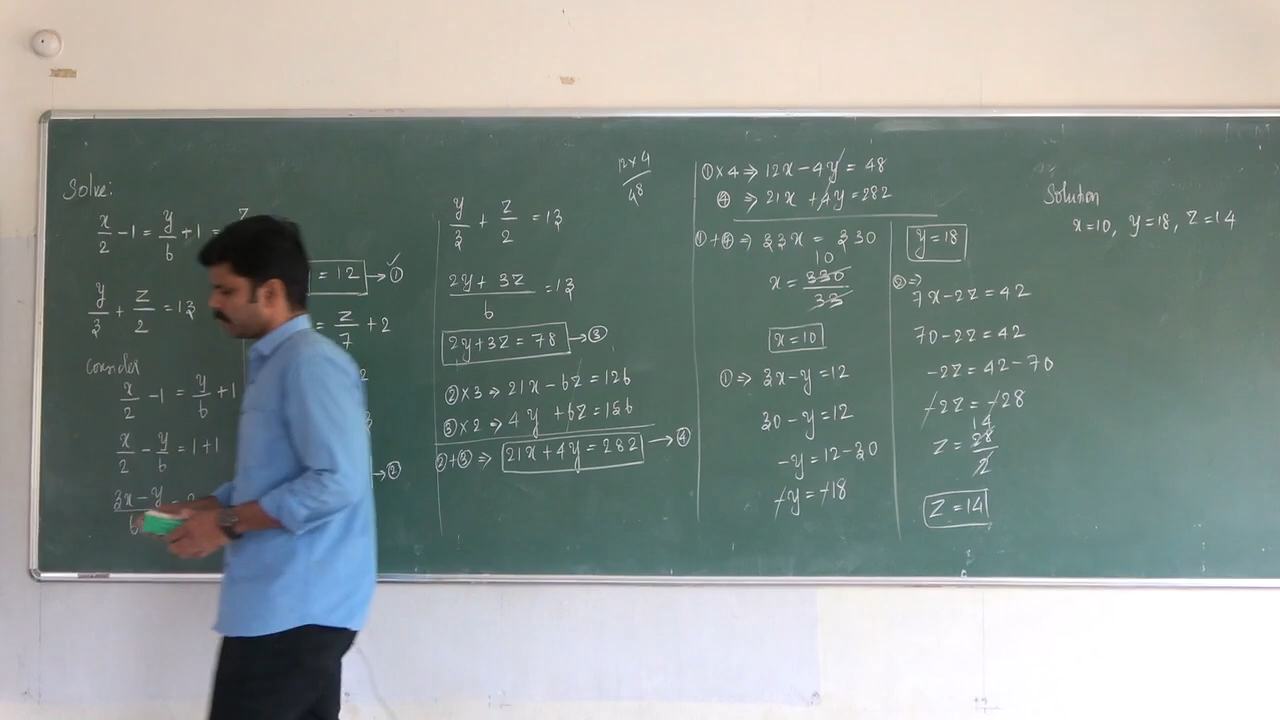 Solve:
x/2 - 1 = y/6 + 1 = z
y/3 + z/2 = 13
Consider
x/2 - 1 = y/6 + 1
x/2 - y/6 = 1+1
3x - y
6
= 12 → ① ✓
= z/7 + 2
2
→ ②
y/3 + z/2 = 13
(2y + 3z)/6 = 13
2y+3z = 78 → ③
②×3 ⇒ 21x - 6z = 126
③×2 ⇒ 4y + 6z = 156
②+③ ⇒ 21x+4y = 282 → ④
12×4
48
①×4 ⇒ 12x - 4y = 48
④ ⇒ 21x + 4y = 282
①+④ ⇒ 33x = 330
10
x = 330/33
x=10
① ⇒ 3x-y = 12
30-y = 12
-y = 12-30
-y = -18
y=18
② ⇒
7x-2z = 42
70-2z = 42
-2z = 42-70
-2z = -28
14
z = 28/2
z=14
Solution
x=10, y=18, z=14